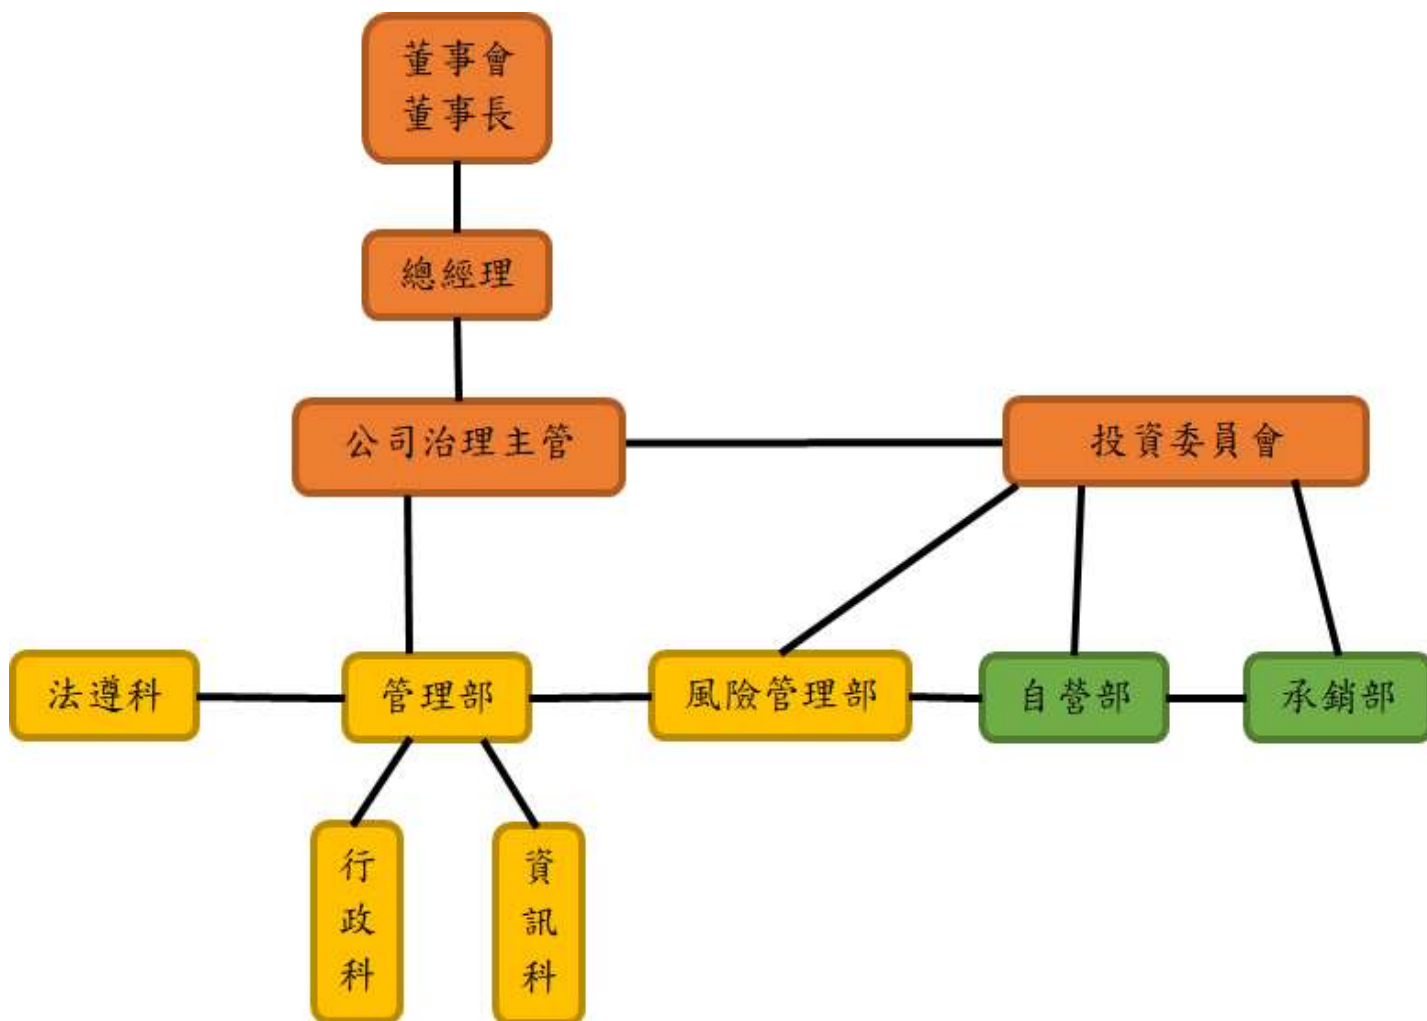 董事會
董事長
總經理
公司治理主管
投資委員會
法遵科
管理部
風險管理部
自營部
承銷部
行政科
資訊科